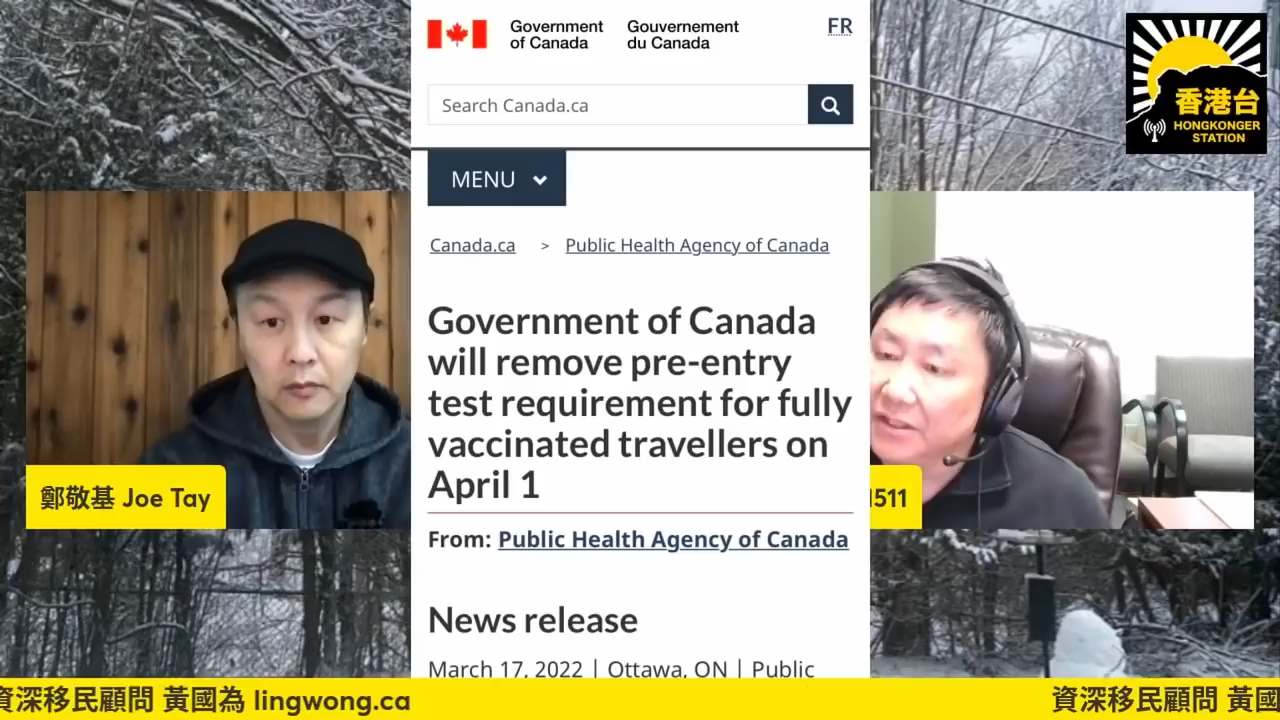 Government
of Canada
Gouvernement
du Canada
FR
Search Canada.ca
MENU
Canada.ca > Public Health Agency of Canada
Government of Canada
will remove pre-entry
test requirement for fully
vaccinated travellers on
April 1
From: Public Health Agency of Canada
News release
March 17, 2022 | Ottawa, ON | Public
香港台
HONGKONGER
STATION
鄭敬基 Joe Tay
1511
資深移民顧問 黃國為 lingwong.ca
資深移民顧問 黃國